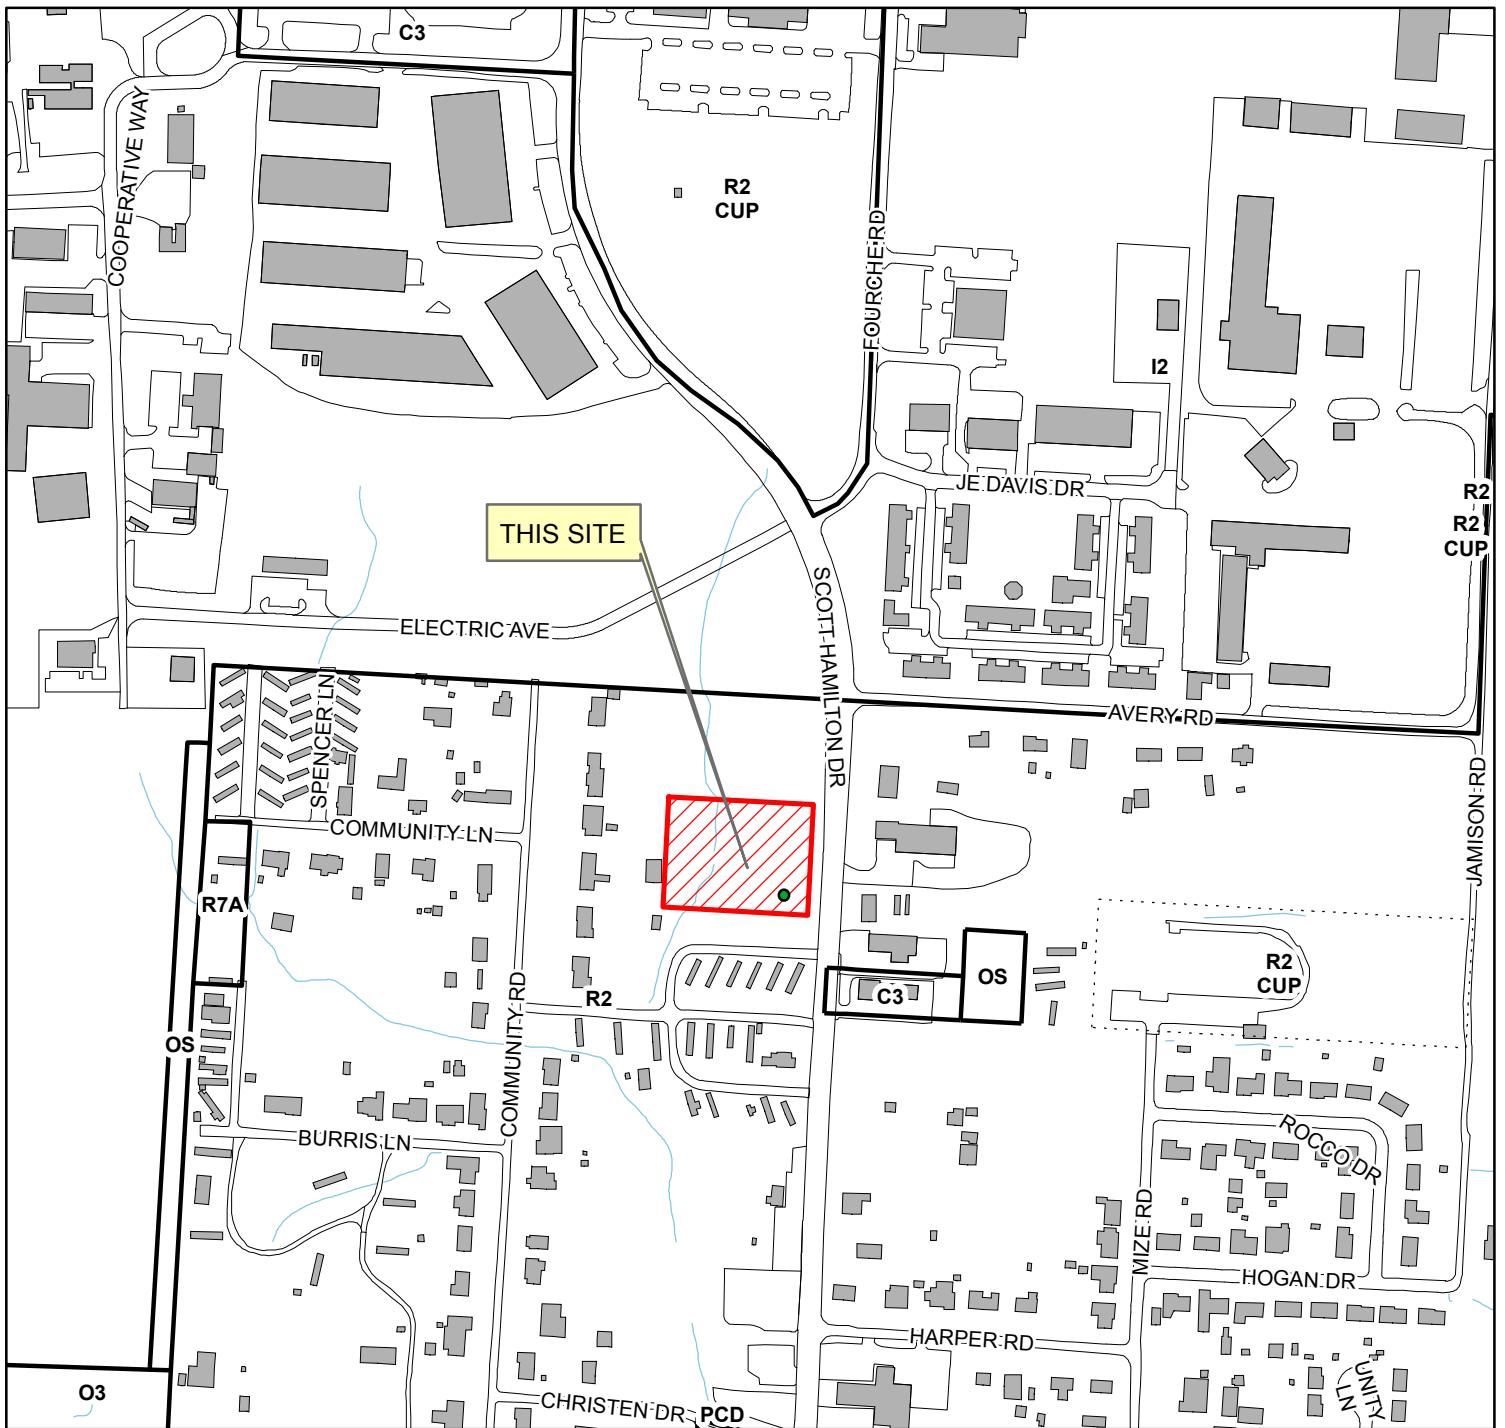 C3
COOPERATIVE WAY
R2
CUP
FOURCHE RD
I2
JE DAVIS DR
R2
R2
CUP
THIS SITE
SCOTT HAMILTON DR
ELECTRIC AVE
AVERY RD
SPENCER LN
COMMUNITY LN
JAMISON RD
R7A
OS
R2
CUP
C3
R2
COMMUNITY RD
OS
BURRIS LN
ROCCO DR
MIZE RD
HOGAN DR
HARPER RD
UNITY
LN
O3
CHRISTEN DR
PCD